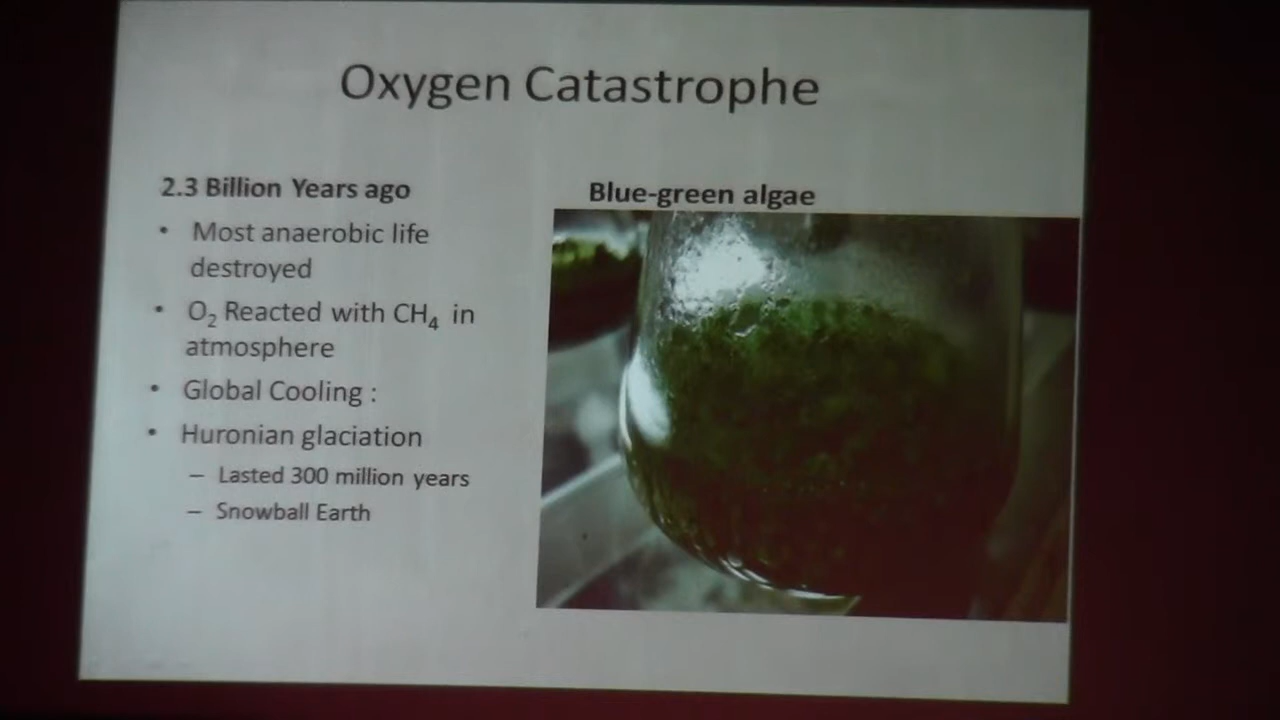 Oxygen Catastrophe
2.3 Billion Years ago
• Most anaerobic life
destroyed
• O₂ Reacted with CH₄ in
atmosphere
• Global Cooling :
• Huronian glaciation
– Lasted 300 million years
– Snowball Earth
Blue-green algae